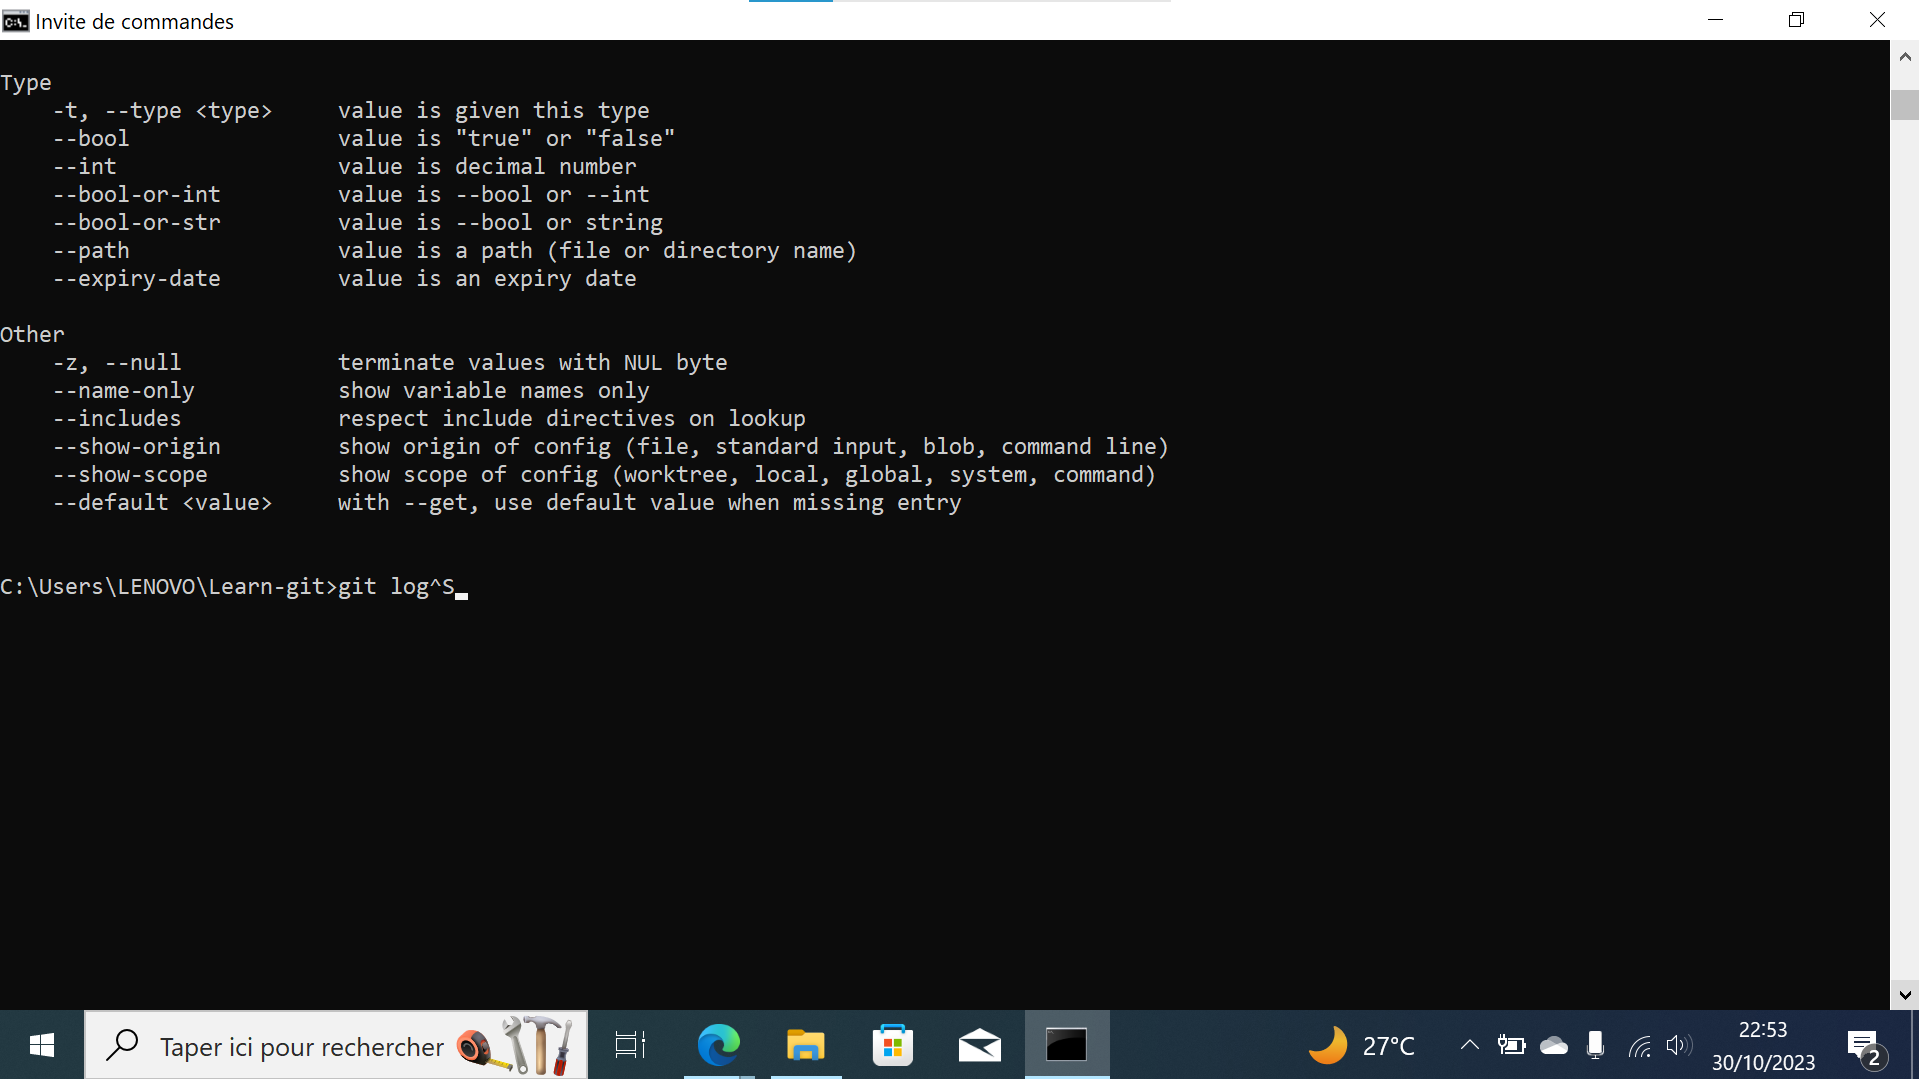 Invite de commandes
Type
    -t, --type <type>     value is given this type
    --bool                value is "true" or "false"
    --int                 value is decimal number
    --bool-or-int         value is --bool or --int
    --bool-or-str         value is --bool or string
    --path                value is a path (file or directory name)
    --expiry-date         value is an expiry date

Other
    -z, --null            terminate values with NUL byte
    --name-only           show variable names only
    --includes            respect include directives on lookup
    --show-origin         show origin of config (file, standard input, blob, command line)
    --show-scope          show scope of config (worktree, local, global, system, command)
    --default <value>     with --get, use default value when missing entry

C:\Users\LENOVO\Learn-git>git log^S
Taper ici pour rechercher
27°C
22:53
30/10/2023
2